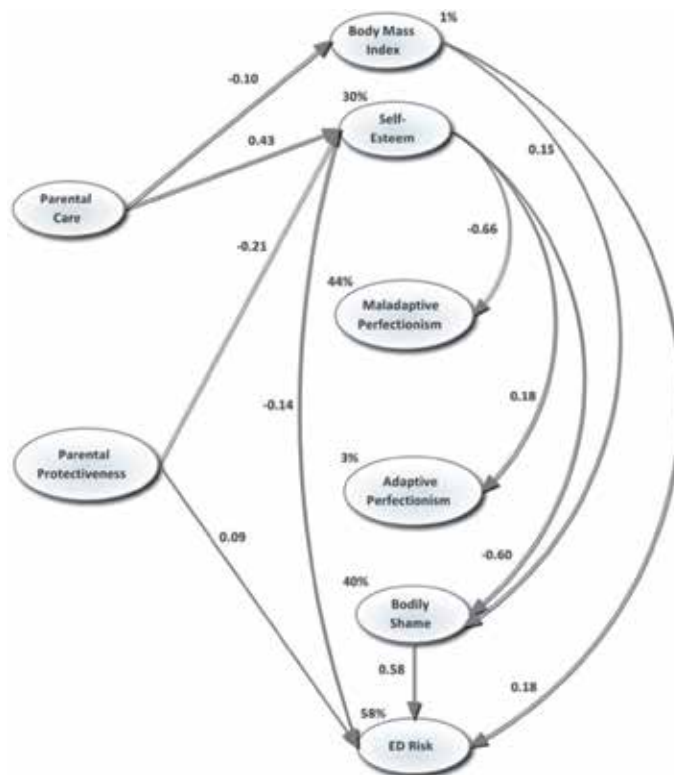 1%
Body Mass
Index
-0.10
30%
Self-
Esteem
0.43
0.15
Parental
Care
-0.21
-0.66
44%
Maladaptive
Perfectionism
-0.14
0.18
3%
Parental
Protectiveness
Adaptive
Perfectionism
0.09
-0.60
40%
Bodily
Shame
0.58
0.18
58%
ED Risk